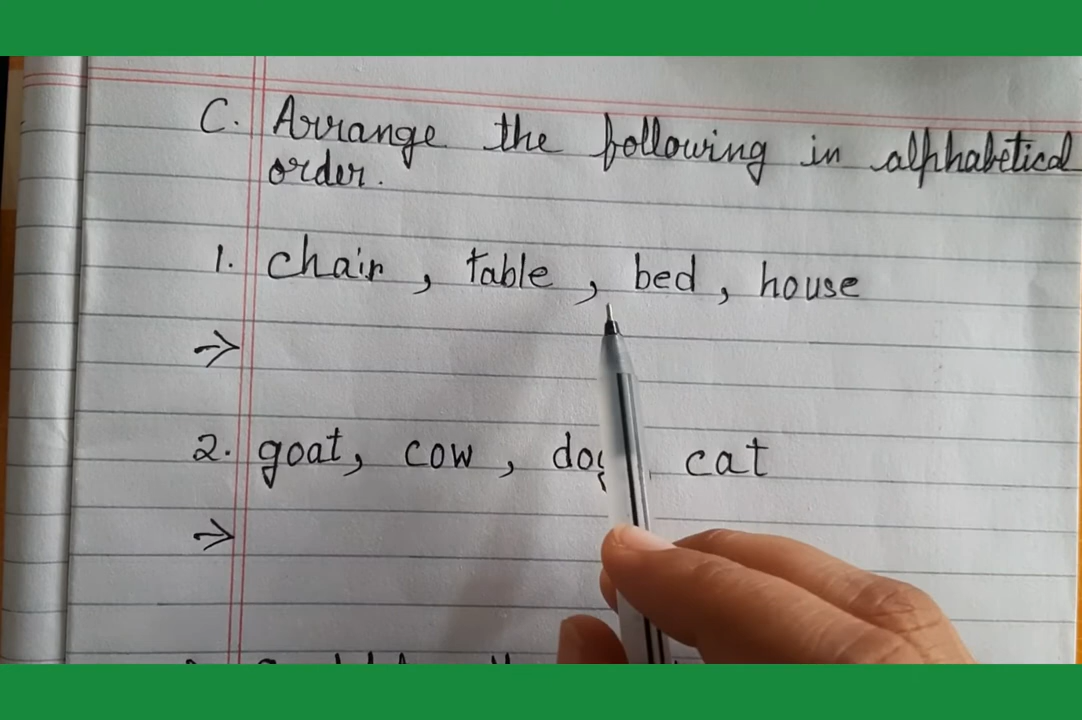 C. Arrange the following in alphabetical
order.
1. chair, table, bed, house
→
2. goat, cow, dog cat
→